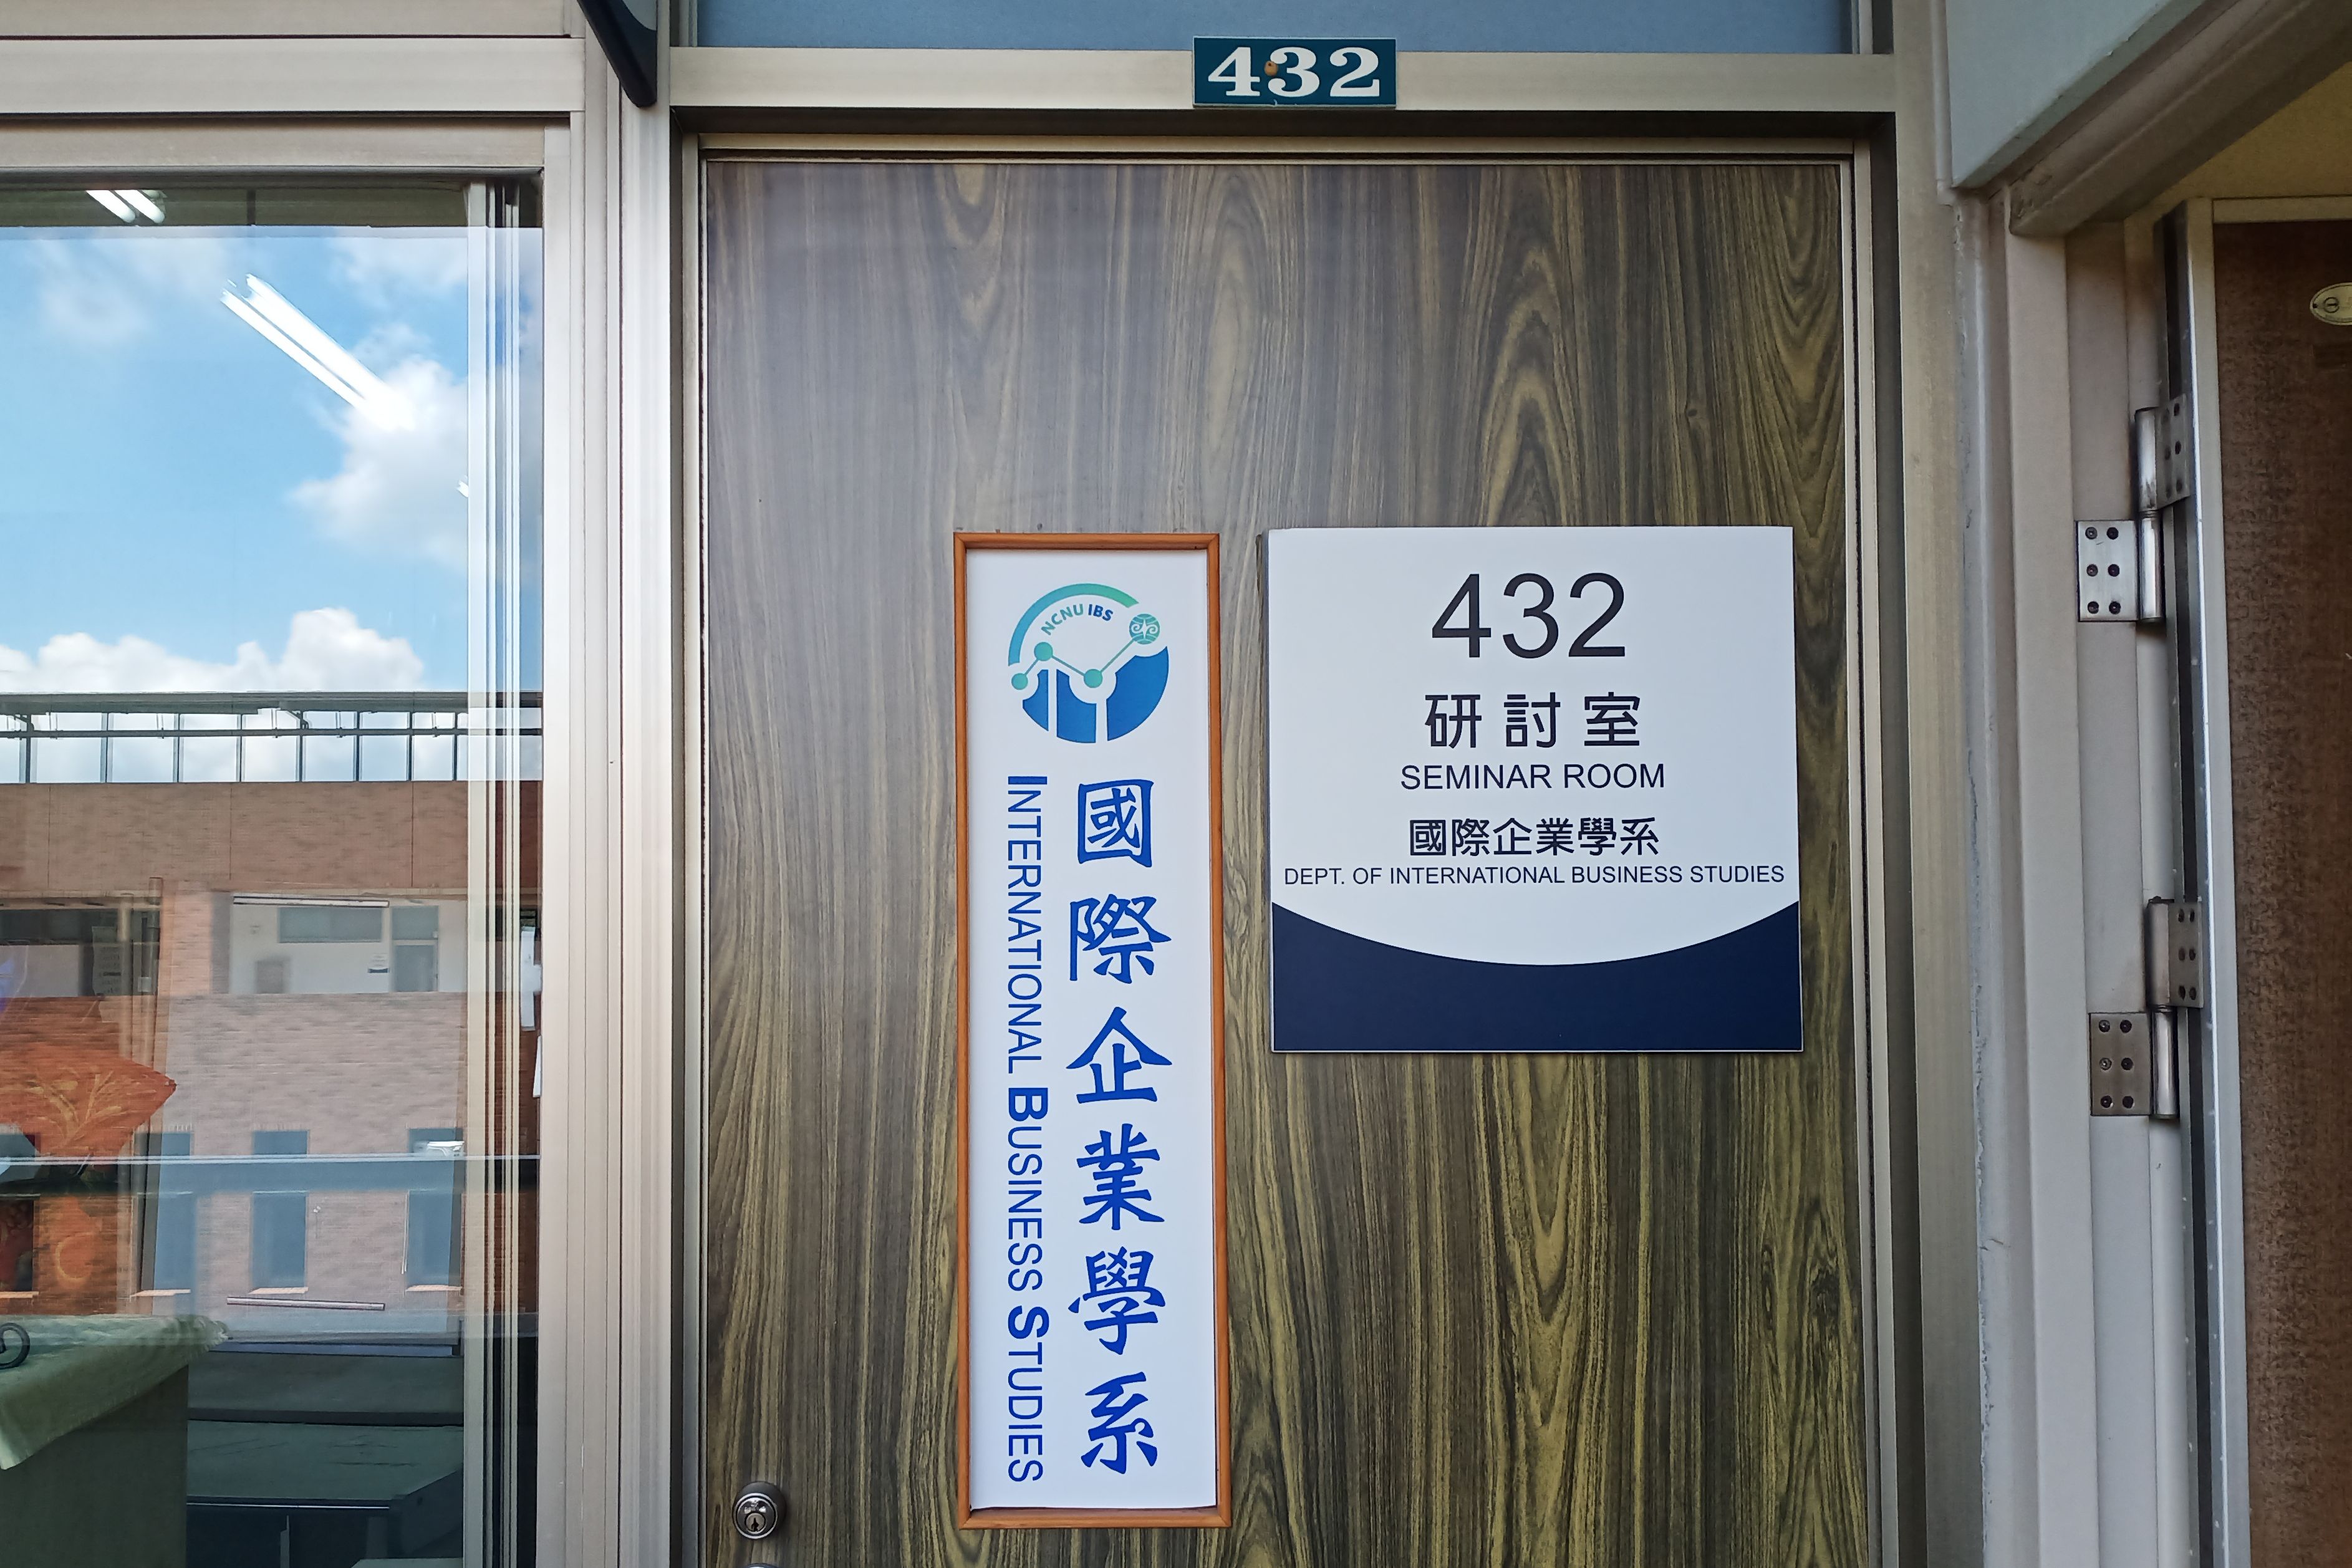 432
NCNU IBS
國際企業學系
INTERNATIONAL BUSINESS STUDIES
432
研討室
SEMINAR ROOM
國際企業學系
DEPT. OF INTERNATIONAL BUSINESS STUDIES